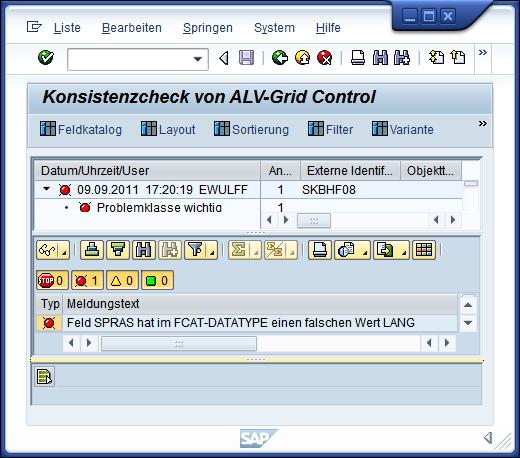 Liste Bearbeiten Springen System Hilfe
Konsistenzcheck von ALV-Grid Control
Feldkatalog Layout Sortierung Filter Variante
Datum/Uhrzeit/User An... Externe Identif... Objektt...
09.09.2011 17:20:19 EWULFF 1 SKBHF08
Problemklasse wichtig 1
STOP 0 1 0 0
Typ Meldungstext
Feld SPRAS hat im FCAT-DATATYPE einen falschen Wert LANG
SAP